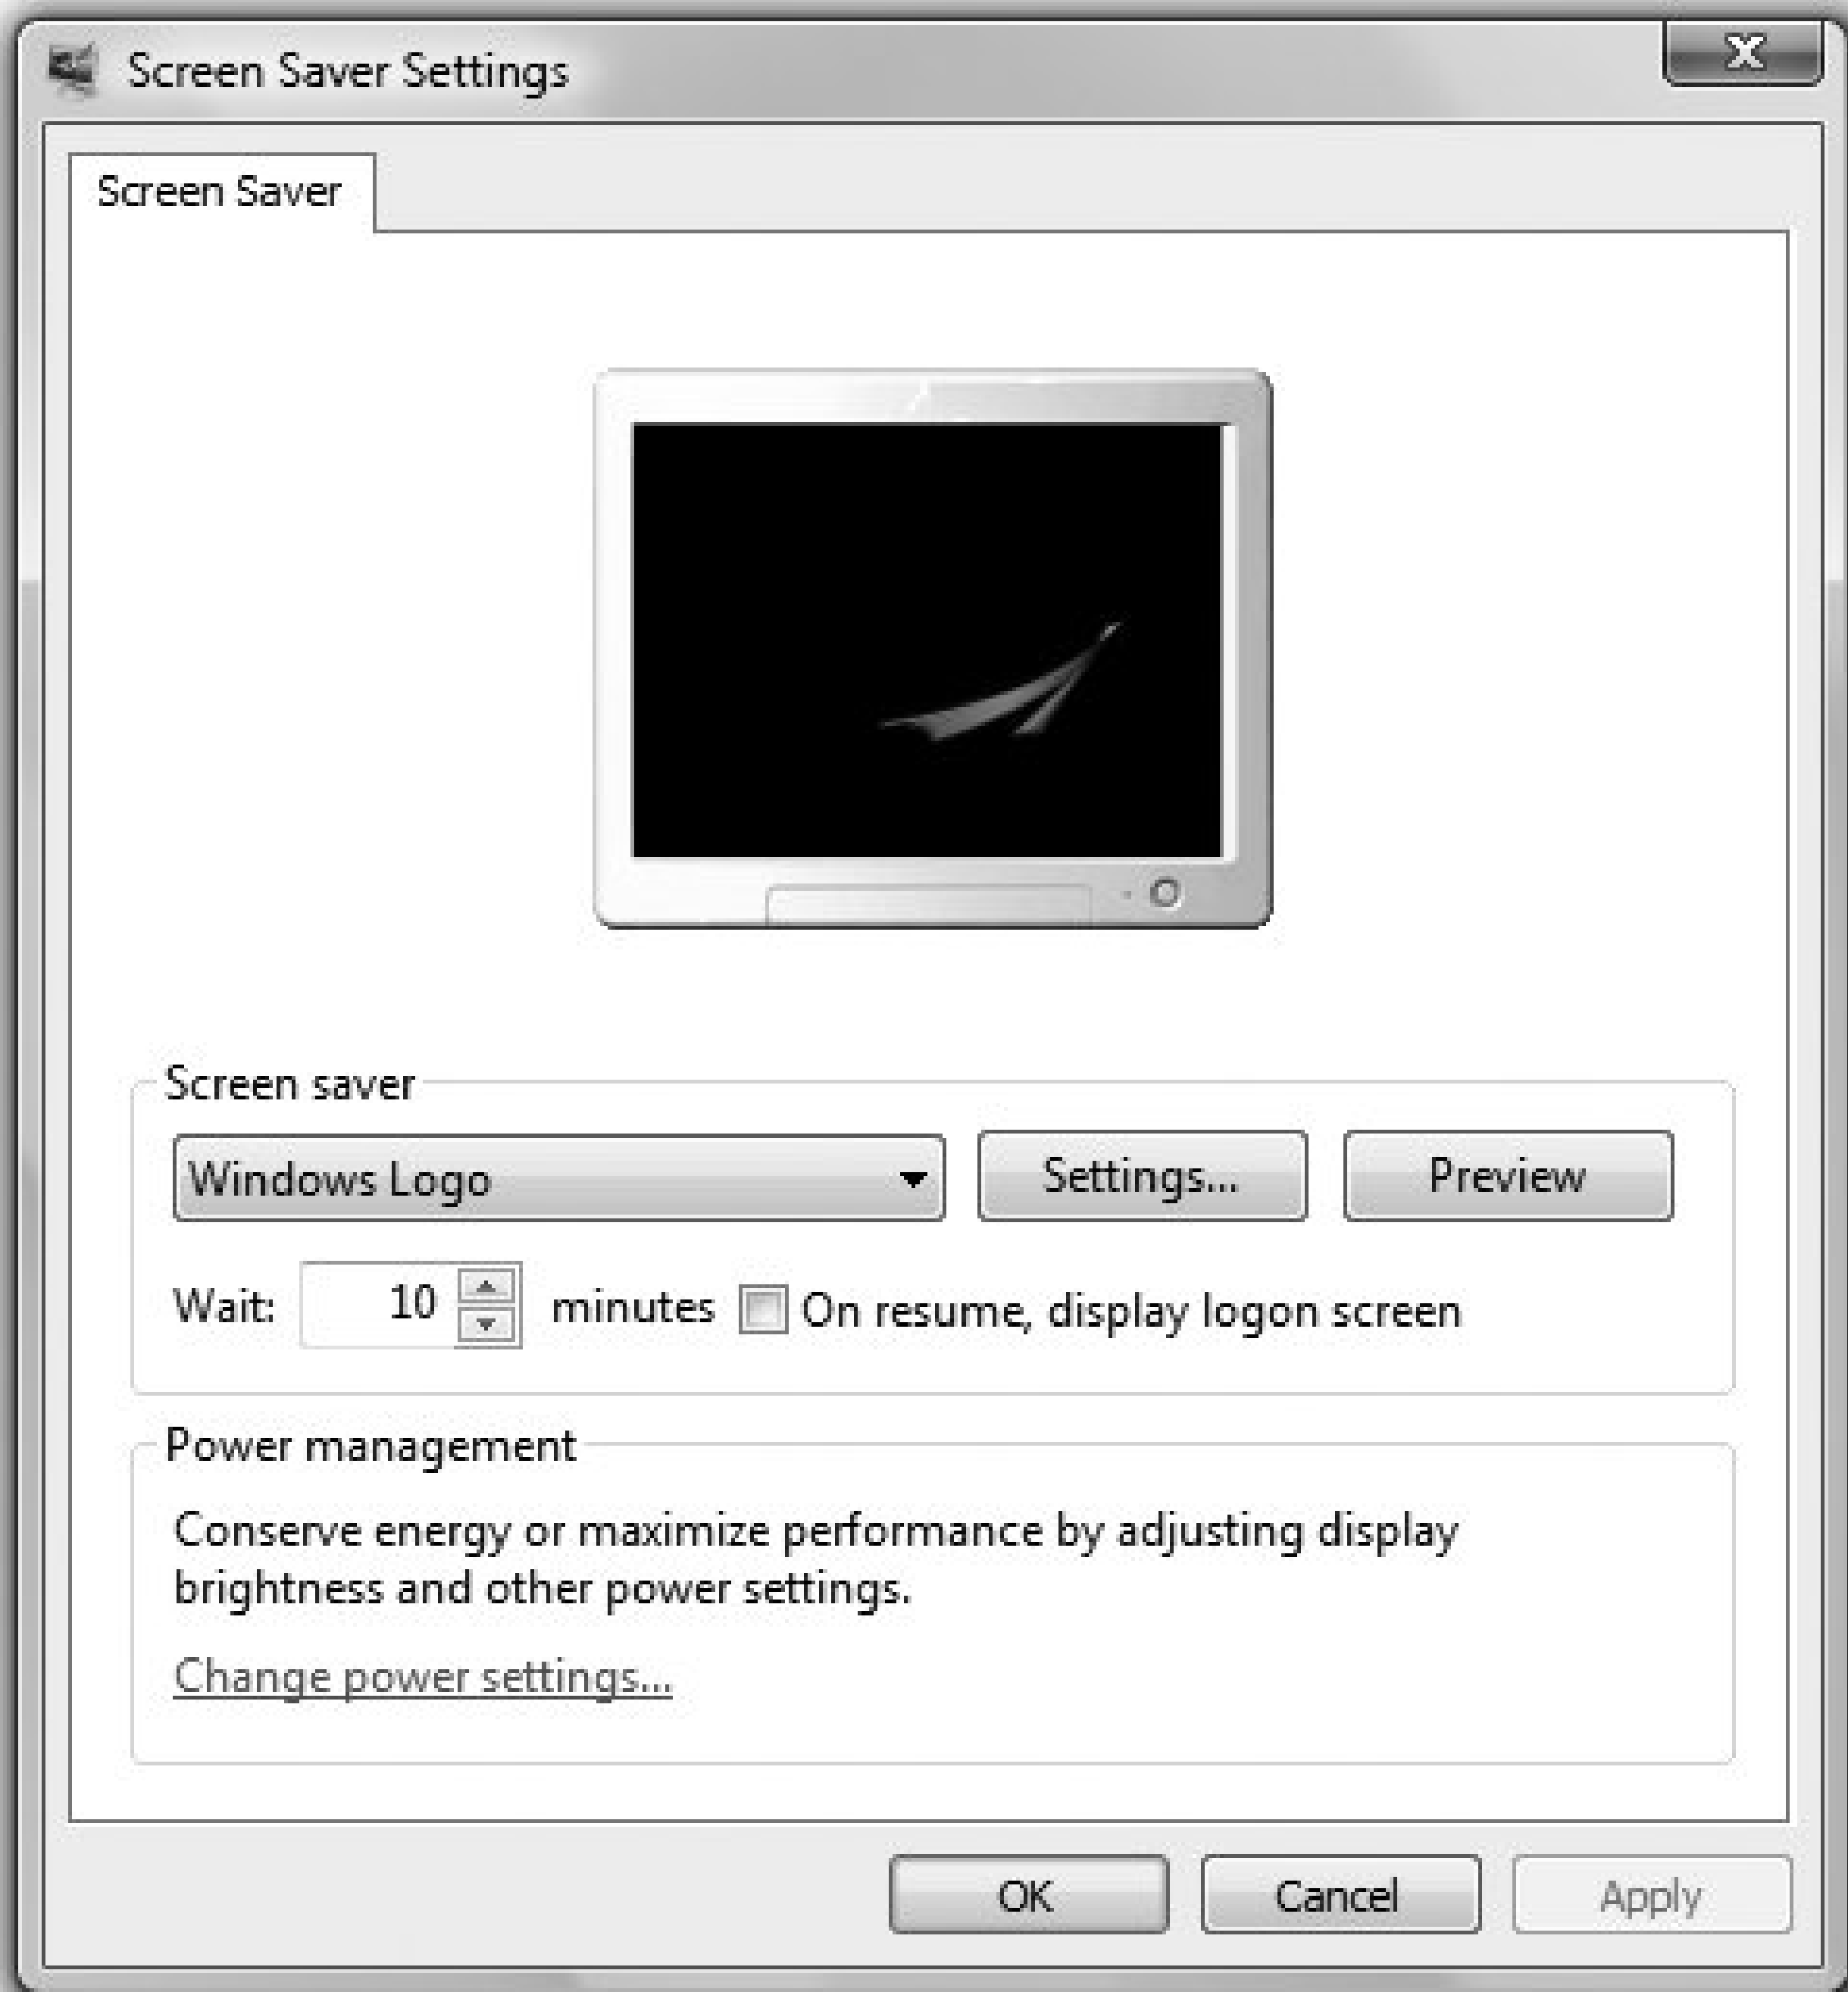 Screen Saver Settings
Screen Saver
Screen saver
Windows Logo
Settings...
Preview
Wait: 10 minutes On resume, display logon screen
Power management
Conserve energy or maximize performance by adjusting display
brightness and other power settings.
Change power settings...
OK
Cancel
Apply